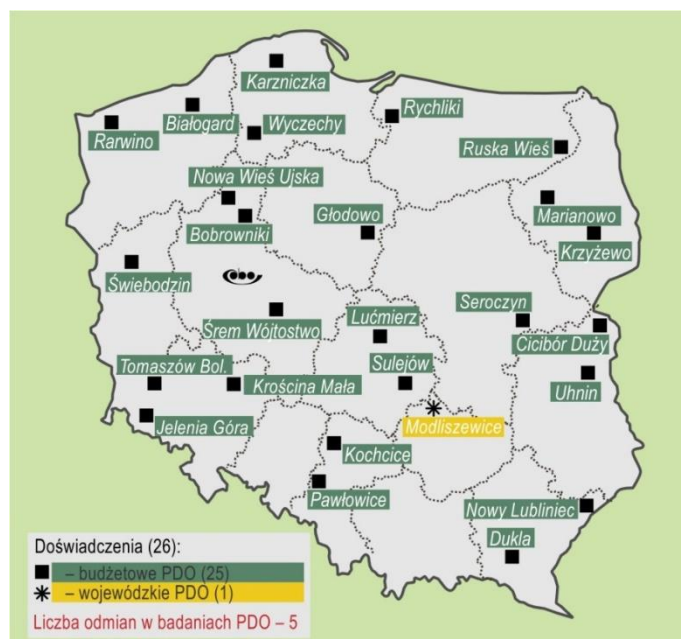 Karzniczka
Rychliki
Białogard
Wyczechy
Rarwino
Ruska Wieś
Nowa Wieś Ujska
Bobrowniki
Głodowo
Marianowo
Krzyżewo
Świebodzin
Seroczyn
Śrem Wójtostwo
Lućmierz
Cicibór Duży
Tomaszów Bol.
Krościna Mała
Sulejów
Uhnin
Jelenia Góra
Modliszewice
Kochcice
Pawłowice
Nowy Lubliniec
Dukla
Doświadczenia (26):
– budżetowe PDO (25)
– wojewódzkie PDO (1)
Liczba odmian w badaniach PDO – 5